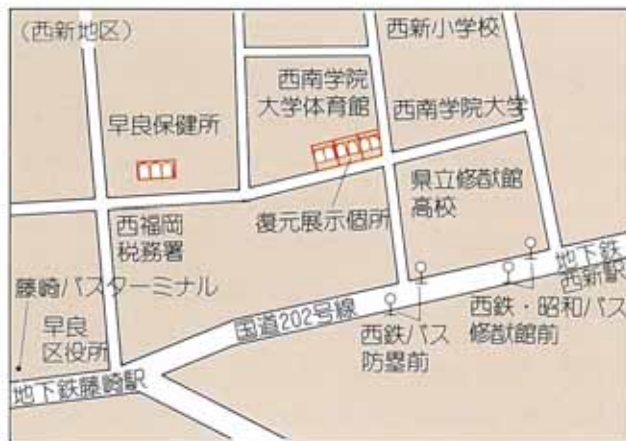 （西新地区）
西新小学校
西南学院
大学体育館
西南学院大学
早良保健所
県立修猷館
高校
復元展示個所
西福岡
税務署
地下鉄
西新駅
藤崎バスターミナル
早良
区役所
国道202号線
西鉄バス
防塁前
西鉄・昭和バス
修猷館前
地下鉄藤崎駅